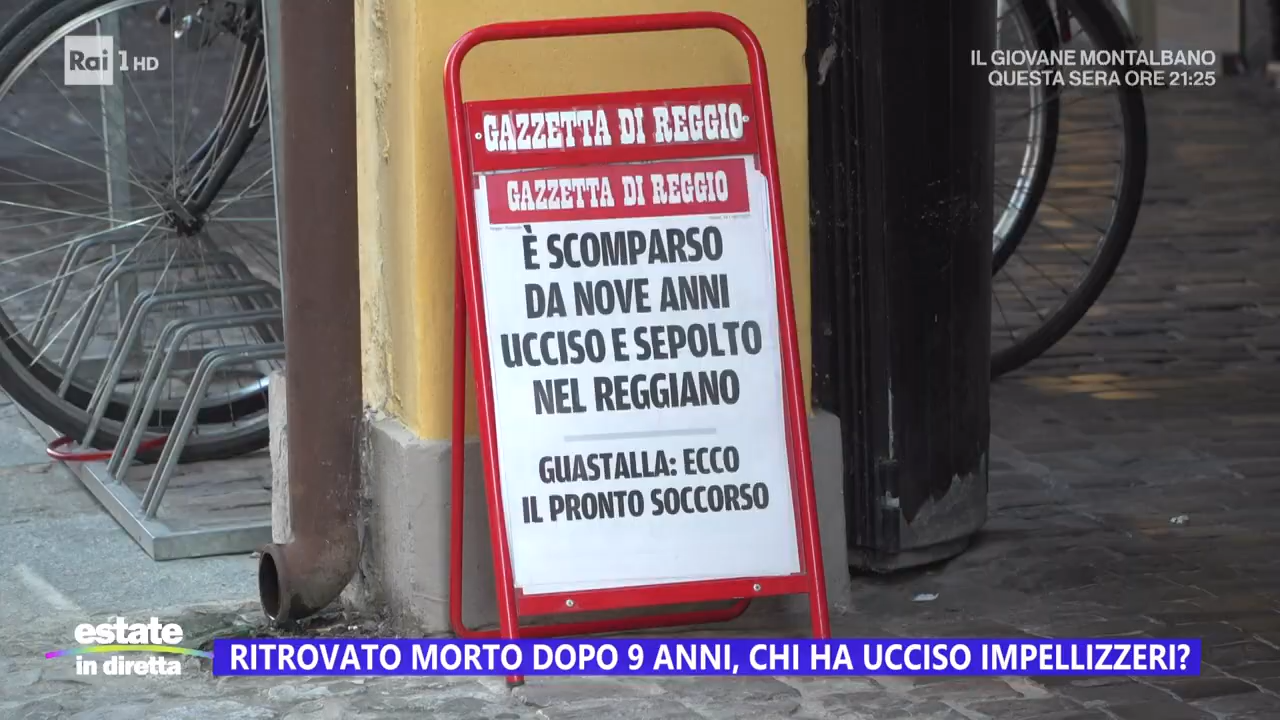 Rai 1 HD
IL GIOVANE MONTALBANO
QUESTA SERA ORE 21:25
GAZZETTA DI REGGIO
GAZZETTA DI REGGIO
È SCOMPARSO
DA NOVE ANNI
UCCISO E SEPOLTO
NEL REGGIANO
GUASTALLA: ECCO
IL PRONTO SOCCORSO
estate
in diretta
RITROVATO MORTO DOPO 9 ANNI, CHI HA UCCISO IMPELLIZZERI?